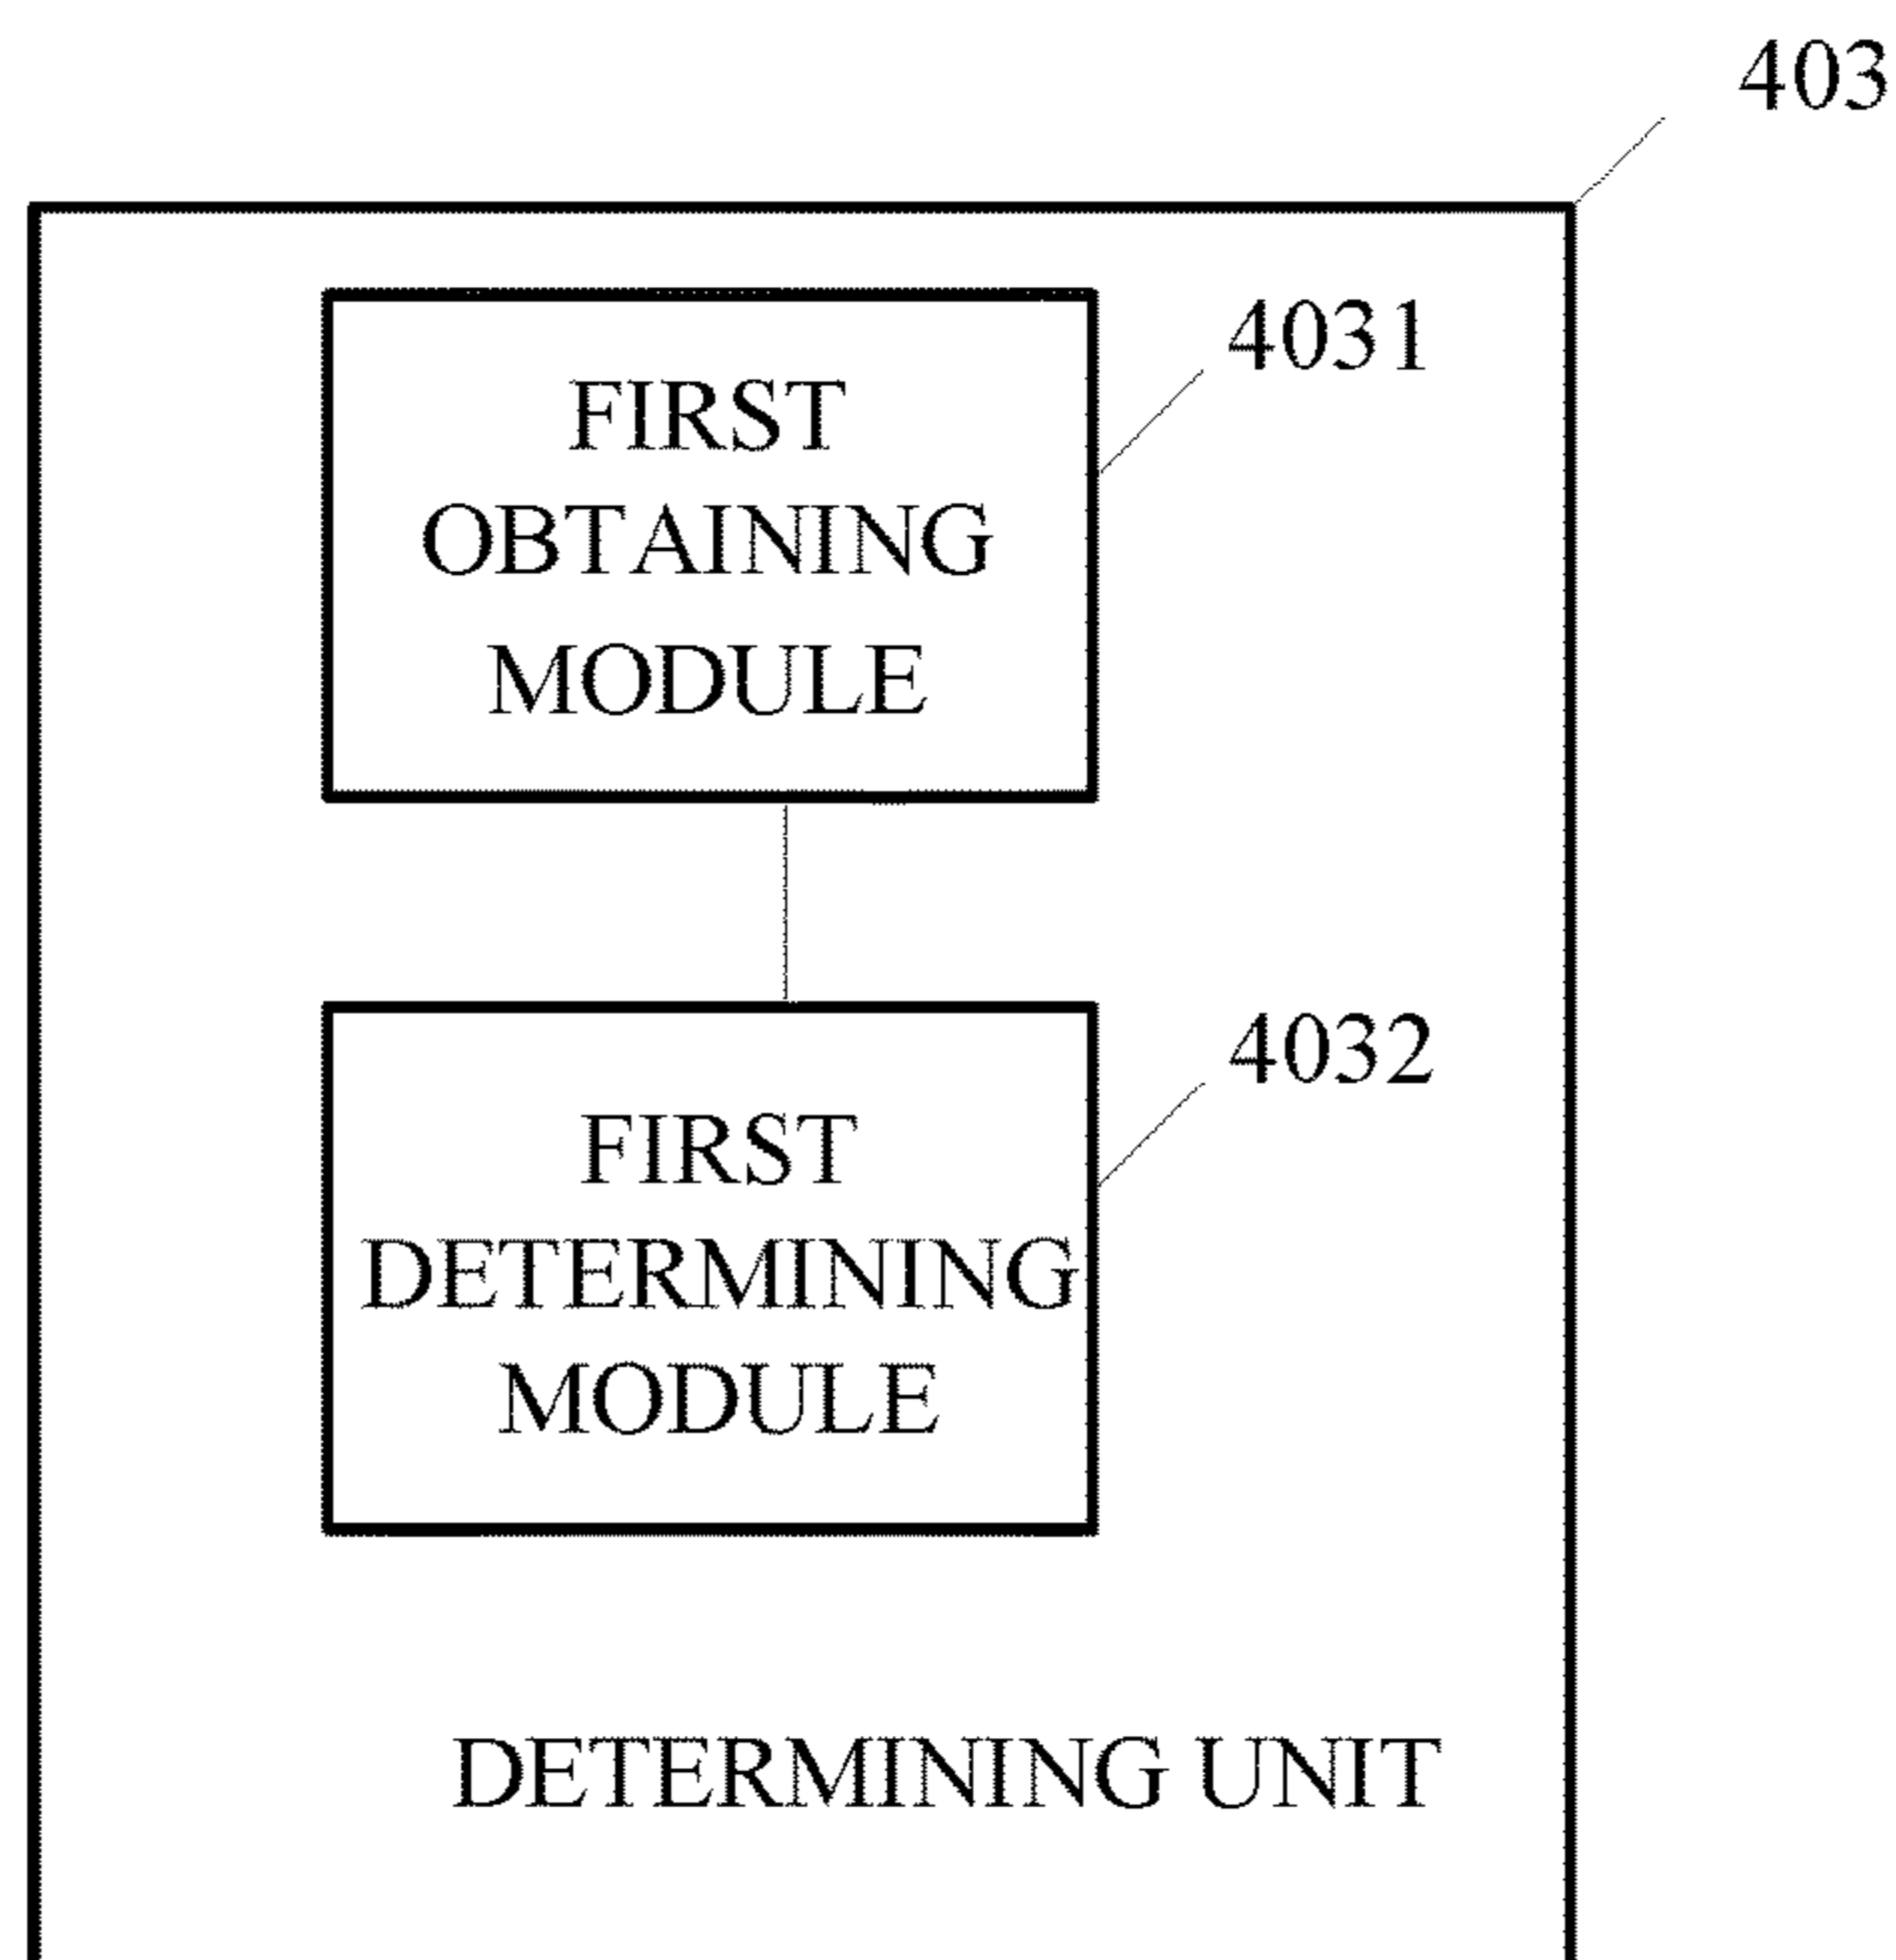 403
4031
FIRST
OBTAINING
MODULE
4032
FIRST
DETERMINING
MODULE
DETERMINING UNIT